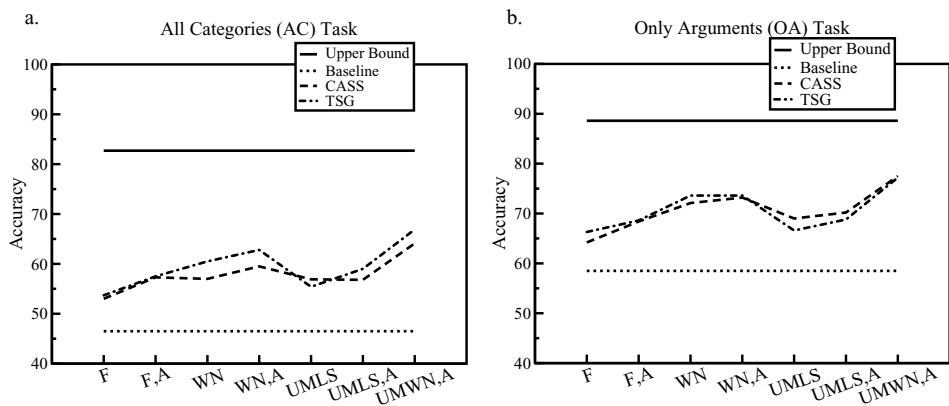 a.
All Categories (AC) Task
Upper Bound
Baseline
CASS
TSG
100
90
80
70
60
50
40
Accuracy
F
F,A
WN
WN,A
UMLS
UMLS,A
UMWN,A
b.
Only Arguments (OA) Task
Upper Bound
Baseline
CASS
TSG
100
90
80
70
60
50
40
Accuracy
F
F,A
WN
WN,A
UMLS
UMLS,A
UMWN,A